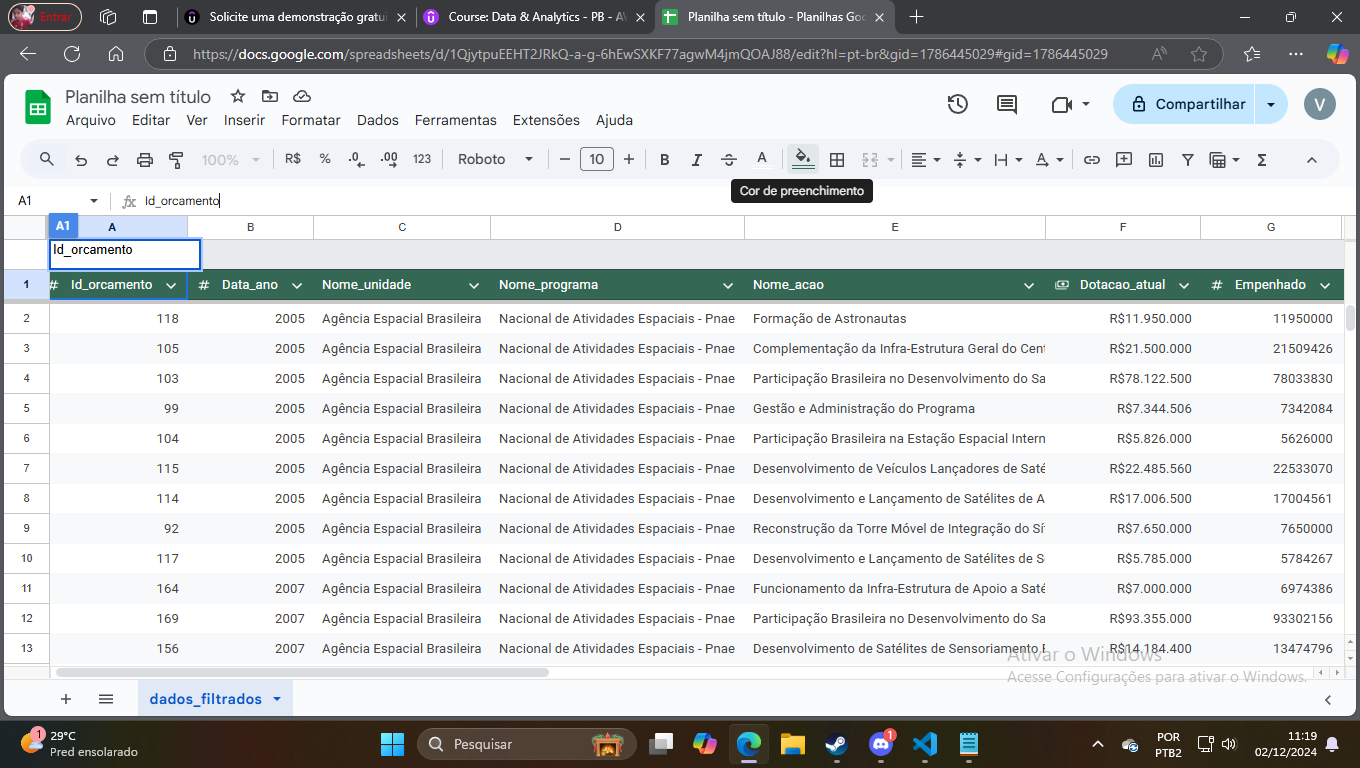 Entrar
Solicite uma demonstração gratui
Course: Data & Analytics - PB - AW
Planilha sem título - Planilhas Goo
https://docs.google.com/spreadsheets/d/1QjytpuEEHT2JRkQ-a-g-6hEwSXKF77agwM4jmQOAJ88/edit?hl=pt-br&gid=1786445029#gid=1786445029
Planilha sem título
Arquivo Editar Ver Inserir Formatar Dados Ferramentas Extensões Ajuda
Compartilhar
V
100% R$ % .0 .00 123 Roboto 10 B I A
Cor de preenchimento
A1 fx Id_orcamento
A1 A B C D E F G
Id_orcamento
1 # Id_orcamento # Data_ano Nome_unidade Nome_programa Nome_acao Dotacao_atual # Empenhado
2 118 2005 Agência Espacial Brasileira Nacional de Atividades Espaciais - Pnae Formação de Astronautas R$11.950.000 11950000
3 105 2005 Agência Espacial Brasileira Nacional de Atividades Espaciais - Pnae Complementação da Infra-Estrutura Geral do Cent R$21.500.000 21509426
4 103 2005 Agência Espacial Brasileira Nacional de Atividades Espaciais - Pnae Participação Brasileira no Desenvolvimento do Sa R$78.122.500 78033830
5 99 2005 Agência Espacial Brasileira Nacional de Atividades Espaciais - Pnae Gestão e Administração do Programa R$7.344.506 7342084
6 104 2005 Agência Espacial Brasileira Nacional de Atividades Espaciais - Pnae Participação Brasileira na Estação Espacial Intern R$5.826.000 5626000
7 115 2005 Agência Espacial Brasileira Nacional de Atividades Espaciais - Pnae Desenvolvimento de Veículos Lançadores de Saté R$22.485.560 22533070
8 114 2005 Agência Espacial Brasileira Nacional de Atividades Espaciais - Pnae Desenvolvimento e Lançamento de Satélites de A R$17.006.500 17004561
9 92 2005 Agência Espacial Brasileira Nacional de Atividades Espaciais - Pnae Reconstrução da Torre Móvel de Integração do Sí R$7.650.000 7650000
10 117 2005 Agência Espacial Brasileira Nacional de Atividades Espaciais - Pnae Desenvolvimento e Lançamento de Satélites de S R$5.785.000 5784267
11 164 2007 Agência Espacial Brasileira Nacional de Atividades Espaciais - Pnae Funcionamento da Infra-Estrutura de Apoio a Saté R$7.000.000 6974386
12 169 2007 Agência Espacial Brasileira Nacional de Atividades Espaciais - Pnae Participação Brasileira no Desenvolvimento do Sa R$93.355.000 93302156
13 156 2007 Agência Espacial Brasileira Nacional de Atividades Espaciais - Pnae Desenvolvimento de Satélites de Sensoriamento R$14.184.400 13474796
Ativar o Windows
Acesse Configurações para ativar o Windows.
dados_filtrados
1 29°C
Pred ensolarado
Pesquisar
1
POR
PTB2
11:19
02/12/2024